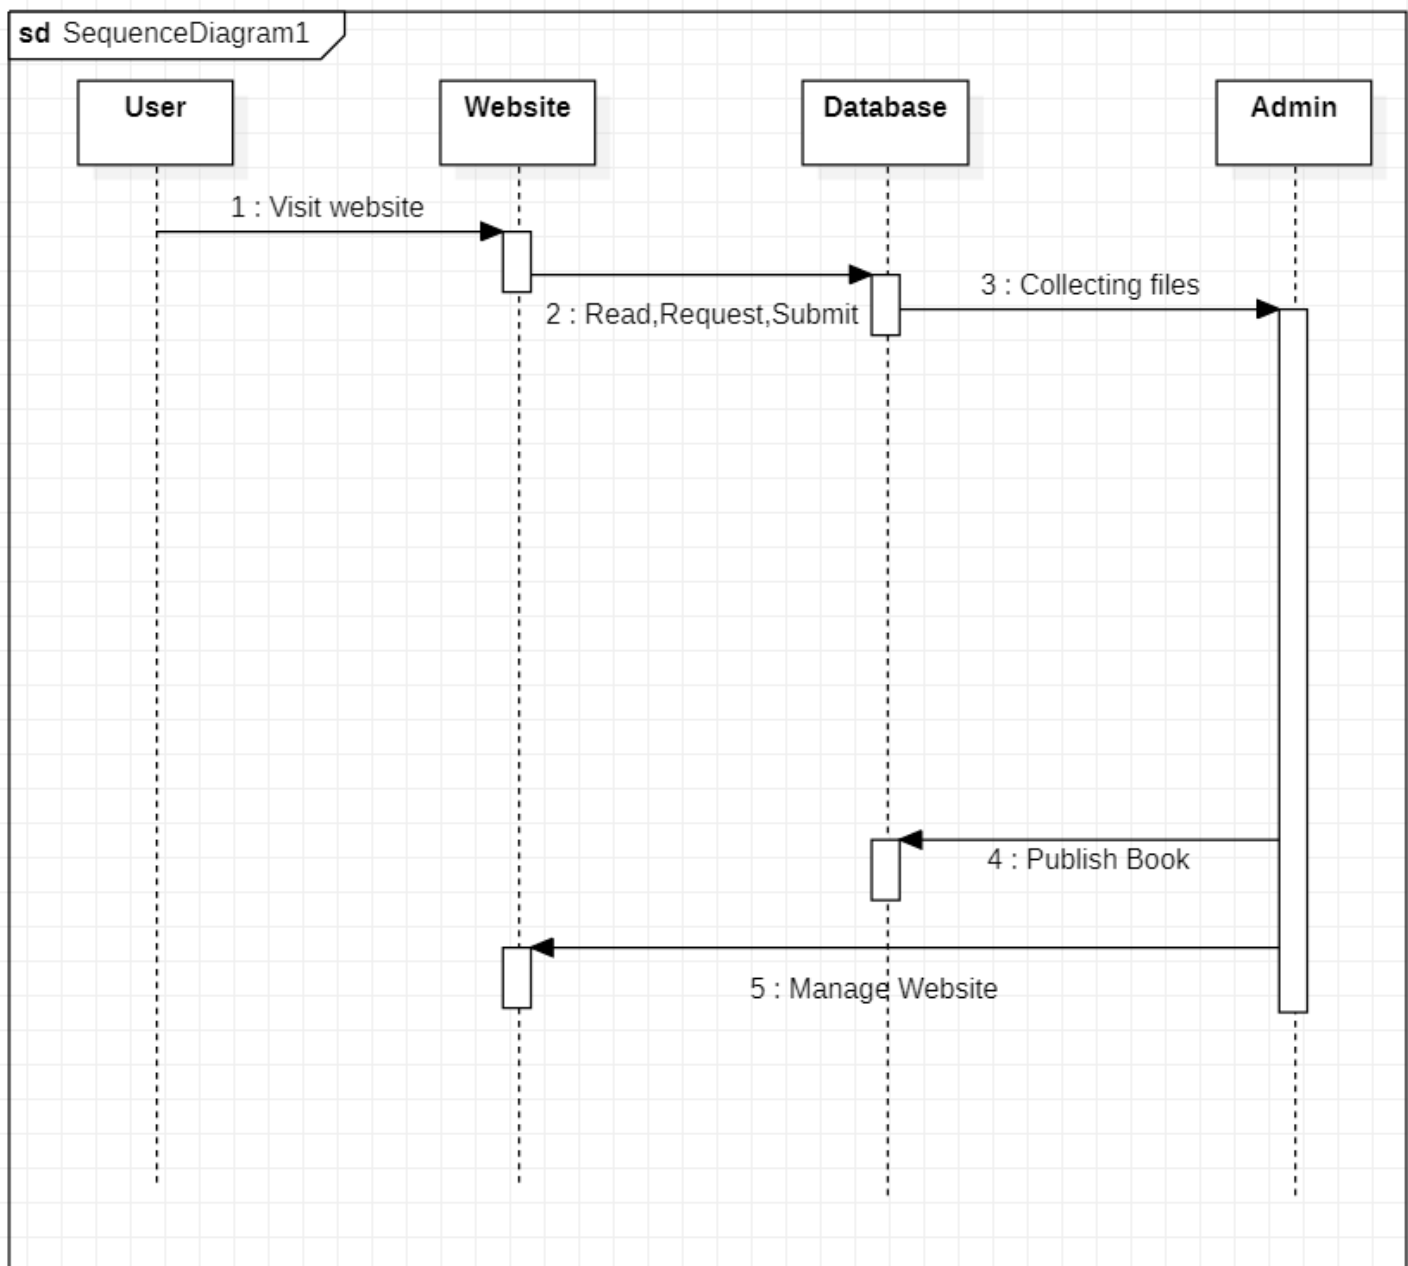 sd SequenceDiagram1
User
Website
Database
Admin
1 : Visit website
2 : Read,Request,Submit
3 : Collecting files
4 : Publish Book
5 : Manage Website